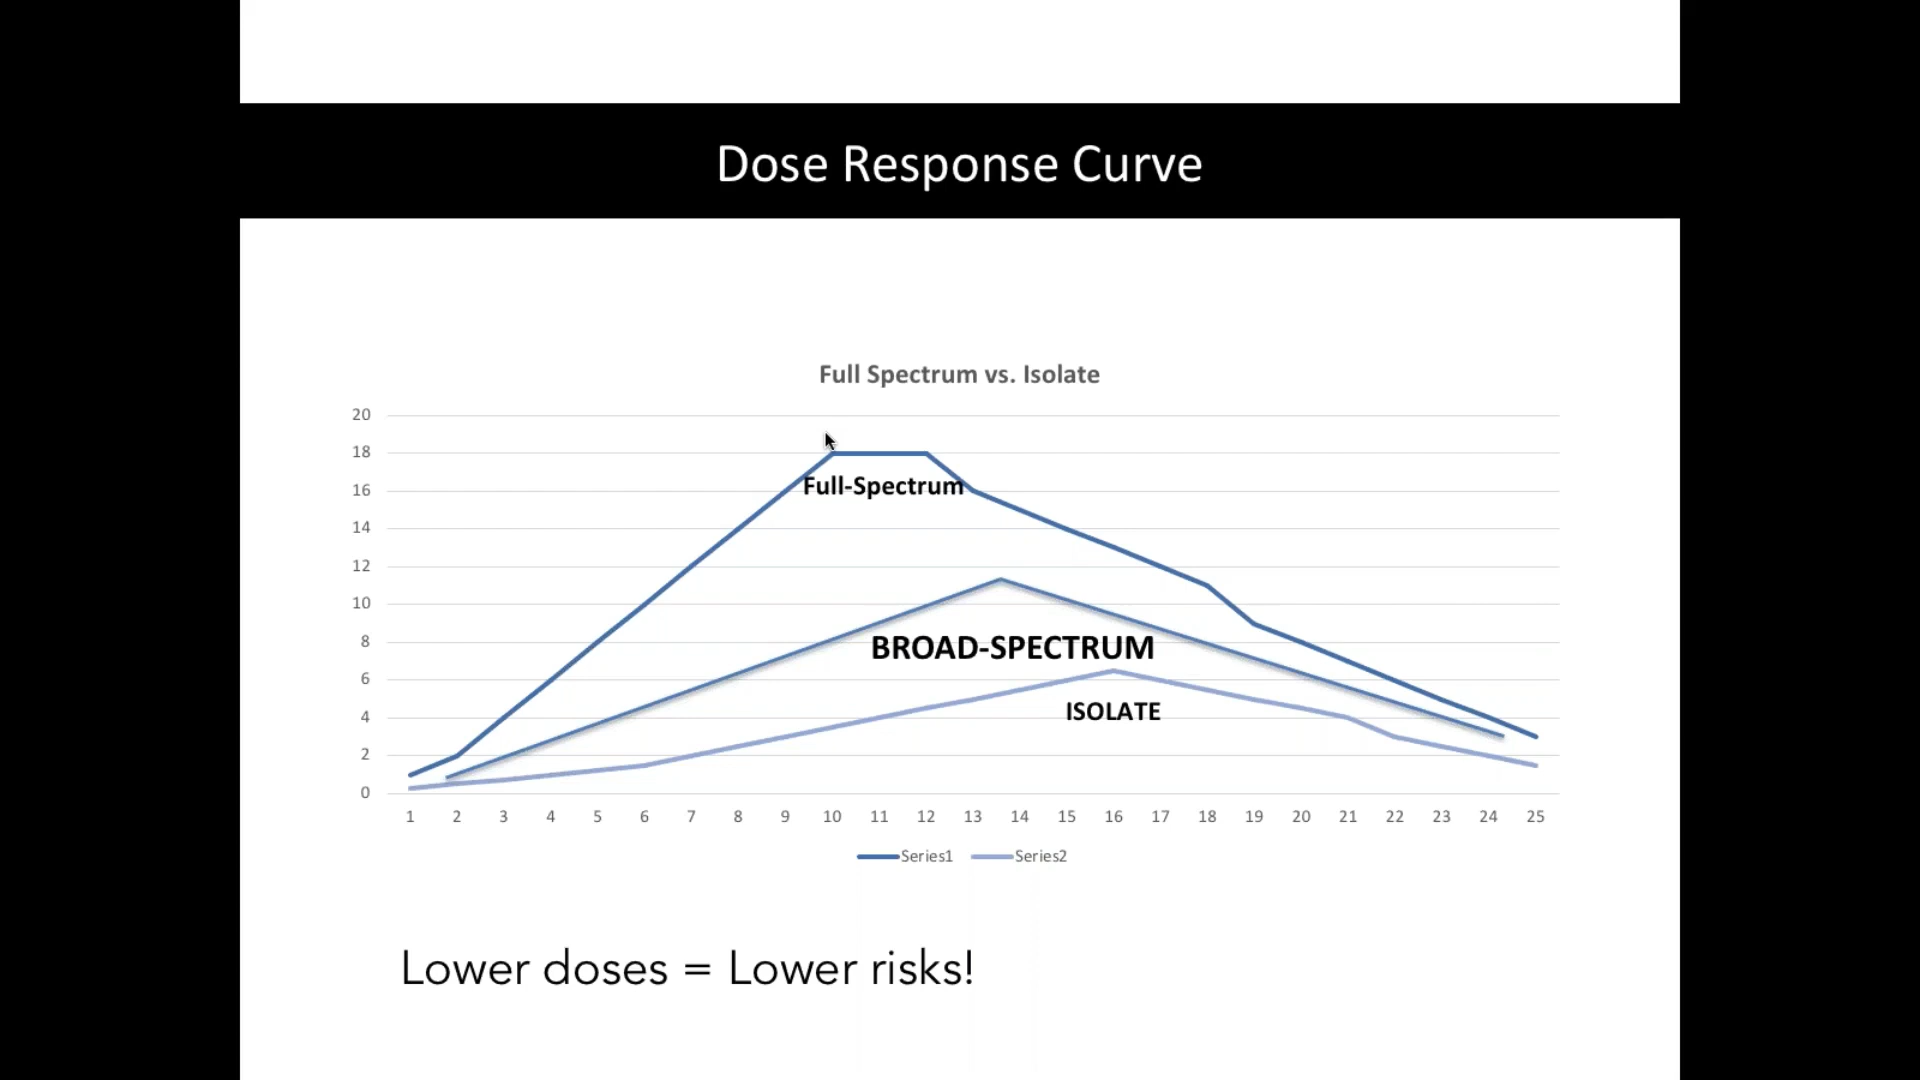 Dose Response Curve
Full Spectrum vs. Isolate
20
18
Full-Spectrum
16
14
12
10
BROAD-SPECTRUM
8
6
ISOLATE
4
2
0
1 2 3 4 5 6 7 8 9 10 11 12 13 14 15 16 17 18 19 20 21 22 23 24 25
Series1 Series2
Lower doses = Lower risks!